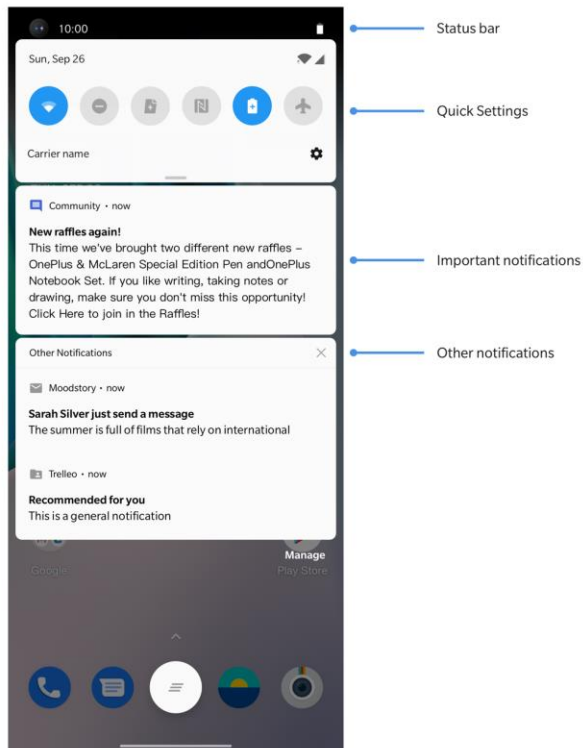 10:00
Status bar
Sun, Sep 26
Quick Settings
Carrier name
Community • now
New raffles again!
This time we've brought two different new raffles –
OnePlus & McLaren Special Edition Pen andOnePlus
Notebook Set. If you like writing, taking notes or
drawing, make sure you don't miss this opportunity!
Click Here to join in the Raffles!
Important notifications
Other Notifications
Other notifications
Moodstory • now
Sarah Silver just send a message
The summer is full of films that rely on international
Trelleo • now
Recommended for you
This is a general notification
Manage
Google
Play Store